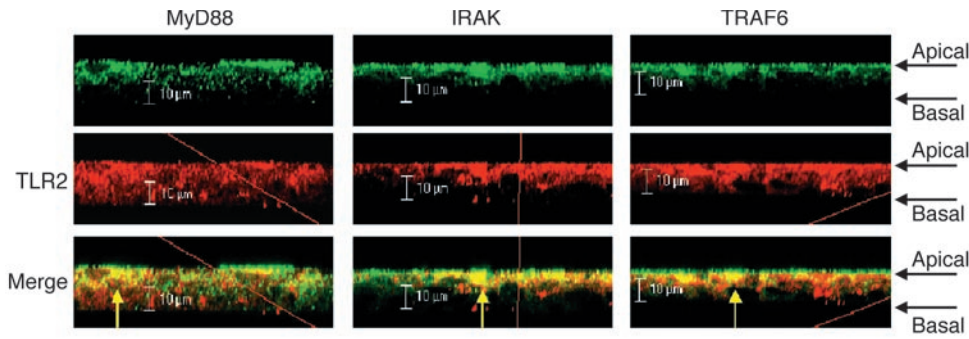 MyD88 IRAK TRAF6
10 μm 10 μm 10 μm Apical
Basal
TLR2 10 μm 10 μm 10 μm Apical
Basal
Merge 10 μm 10 μm 10 μm Apical
Basal